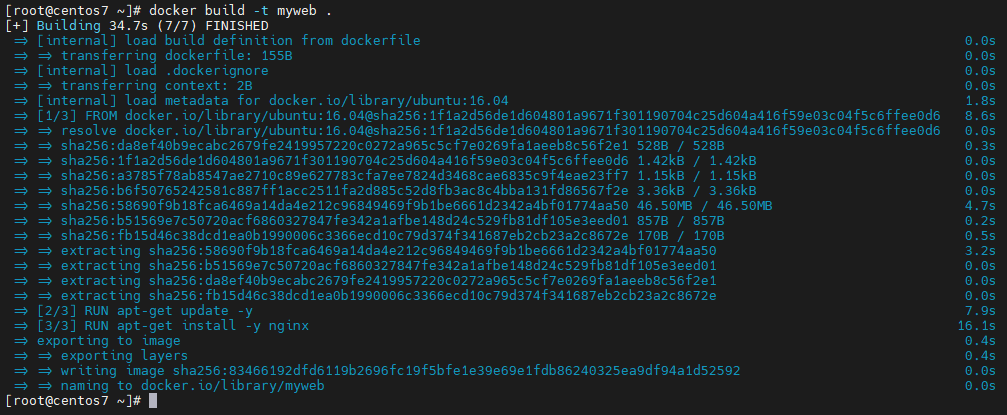 [root@centos7 ~]# docker build -t myweb .
[+] Building 34.7s (7/7) FINISHED
=> [internal] load build definition from dockerfile 0.0s
=> => transferring dockerfile: 155B 0.0s
=> [internal] load .dockerignore 0.0s
=> => transferring context: 2B 0.0s
=> [internal] load metadata for docker.io/library/ubuntu:16.04 1.8s
=> [1/3] FROM docker.io/library/ubuntu:16.04@sha256:1f1a2d56de1d604801a9671f301190704c25d604a416f59e03c04f5c6ffee0d6 8.6s
=> => resolve docker.io/library/ubuntu:16.04@sha256:1f1a2d56de1d604801a9671f301190704c25d604a416f59e03c04f5c6ffee0d6 0.0s
=> => sha256:da8ef40b9ecabc2679fe2419957220c0272a965c5cf7e0269fa1aeeb8c56f2e1 528B / 528B 0.3s
=> => sha256:1f1a2d56de1d604801a9671f301190704c25d604a416f59e03c04f5c6ffee0d6 1.42kB / 1.42kB 0.0s
=> => sha256:a3785f78ab8547ae2710c89e627783cfa7ee7824d3468cae6835c9f4eae23ff7 1.15kB / 1.15kB 0.0s
=> => sha256:b6f50765242581c887ff1acc2511fa2d885c52d8fb3ac8c4bba131fd86567f2e 3.36kB / 3.36kB 0.0s
=> => sha256:58690f9b18fca6469a14da4e212c96849469f9b1be6661d2342a4bf01774aa50 46.50MB / 46.50MB 4.7s
=> => sha256:b51569e7c50720acf6860327847fe342a1afbe148d24c529fb81df105e3eed01 857B / 857B 0.2s
=> => sha256:fb15d46c38dcd1ea0b1990006c3366ecd10c79d374f341687eb2cb23a2c8672e 170B / 170B 0.5s
=> => extracting sha256:58690f9b18fca6469a14da4e212c96849469f9b1be6661d2342a4bf01774aa50 3.2s
=> => extracting sha256:b51569e7c50720acf6860327847fe342a1afbe148d24c529fb81df105e3eed01 0.0s
=> => extracting sha256:da8ef40b9ecabc2679fe2419957220c0272a965c5cf7e0269fa1aeeb8c56f2e1 0.0s
=> => extracting sha256:fb15d46c38dcd1ea0b1990006c3366ecd10c79d374f341687eb2cb23a2c8672e 0.0s
=> [2/3] RUN apt-get update -y 7.9s
=> [3/3] RUN apt-get install -y nginx 16.1s
=> exporting to image 0.4s
=> => exporting layers 0.4s
=> => writing image sha256:83466192dfd6119b2696fc19f5bfe1e39e69e1fdb86240325ea9df94a1d52592 0.0s
=> => naming to docker.io/library/myweb 0.0s
[root@centos7 ~]#